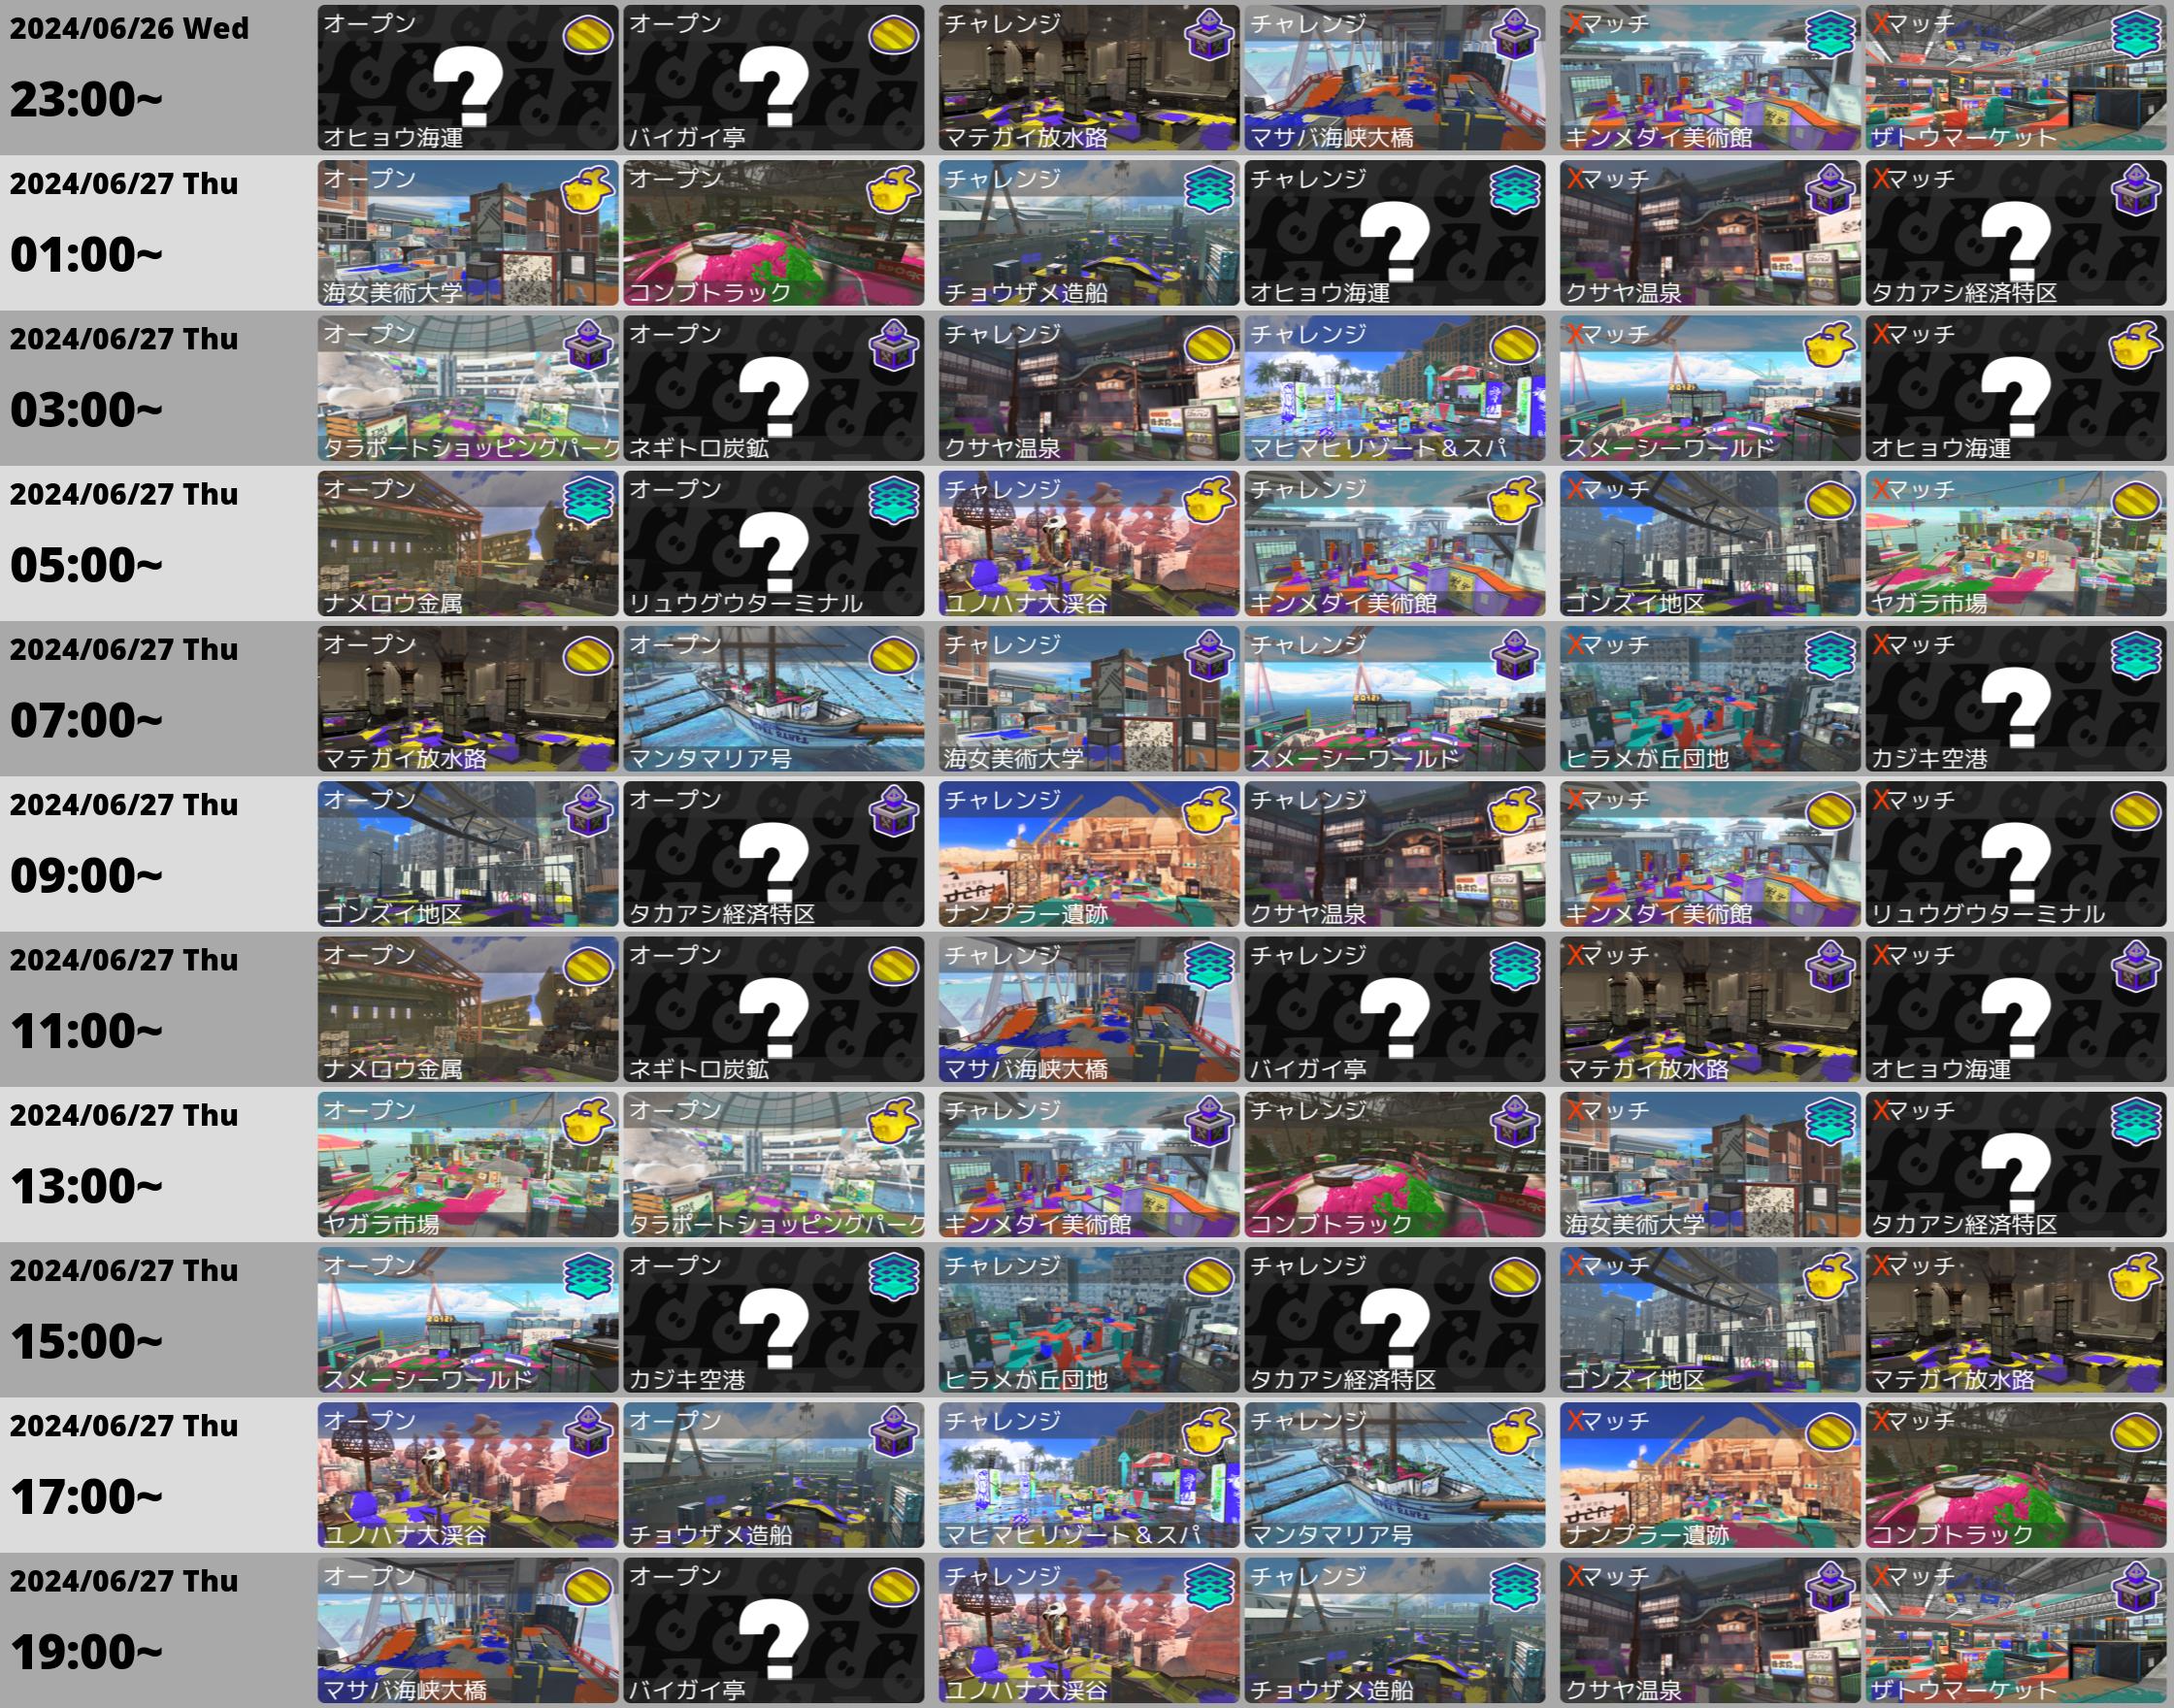 2024/06/26 Wed
23:00~
オープン オープン チャレンジ チャレンジ Xマッチ Xマッチ
オヒョウ海運 バイガイ亭 マテガイ放水路 マサバ海峡大橋 キンメダイ美術館 ザトウマーケット
2024/06/27 Thu
01:00~
オープン オープン チャレンジ チャレンジ Xマッチ Xマッチ
海女美術大学 コンブトラック チョウザメ造船 オヒョウ海運 クサヤ温泉 タカアシ経済特区
2024/06/27 Thu
03:00~
オープン オープン チャレンジ チャレンジ Xマッチ Xマッチ
タラポートショッピングパーク ネギトロ炭鉱 クサヤ温泉 マヒマヒリゾート＆スパ スメーシーワールド オヒョウ海運
2024/06/27 Thu
05:00~
オープン オープン チャレンジ チャレンジ Xマッチ Xマッチ
ナメロウ金属 リュウグウターミナル ユノハナ大渓谷 キンメダイ美術館 ゴンズイ地区 ヤガラ市場
2024/06/27 Thu
07:00~
オープン オープン チャレンジ チャレンジ Xマッチ Xマッチ
マテガイ放水路 マンタマリア号 海女美術大学 スメーシーワールド ヒラメが丘団地 カジキ空港
2024/06/27 Thu
09:00~
オープン オープン チャレンジ チャレンジ Xマッチ Xマッチ
ゴンズイ地区 タカアシ経済特区 ナンプラー遺跡 クサヤ温泉 キンメダイ美術館 リュウグウターミナル
2024/06/27 Thu
11:00~
オープン オープン チャレンジ チャレンジ Xマッチ Xマッチ
ナメロウ金属 ネギトロ炭鉱 マサバ海峡大橋 バイガイ亭 マテガイ放水路 オヒョウ海運
2024/06/27 Thu
13:00~
オープン オープン チャレンジ チャレンジ Xマッチ Xマッチ
ヤガラ市場 タラポートショッピングパーク キンメダイ美術館 コンブトラック 海女美術大学 タカアシ経済特区
2024/06/27 Thu
15:00~
オープン オープン チャレンジ チャレンジ Xマッチ Xマッチ
スメーシーワールド カジキ空港 ヒラメが丘団地 タカアシ経済特区 ゴンズイ地区 マテガイ放水路
2024/06/27 Thu
17:00~
オープン オープン チャレンジ チャレンジ Xマッチ Xマッチ
ユノハナ大渓谷 チョウザメ造船 マヒマヒリゾート＆スパ マンタマリア号 ナンプラー遺跡 コンブトラック
2024/06/27 Thu
19:00~
オープン オープン チャレンジ チャレンジ Xマッチ Xマッチ
マサバ海峡大橋 バイガイ亭 ユノハナ大渓谷 チョウザメ造船 クサヤ温泉 ザトウマーケット